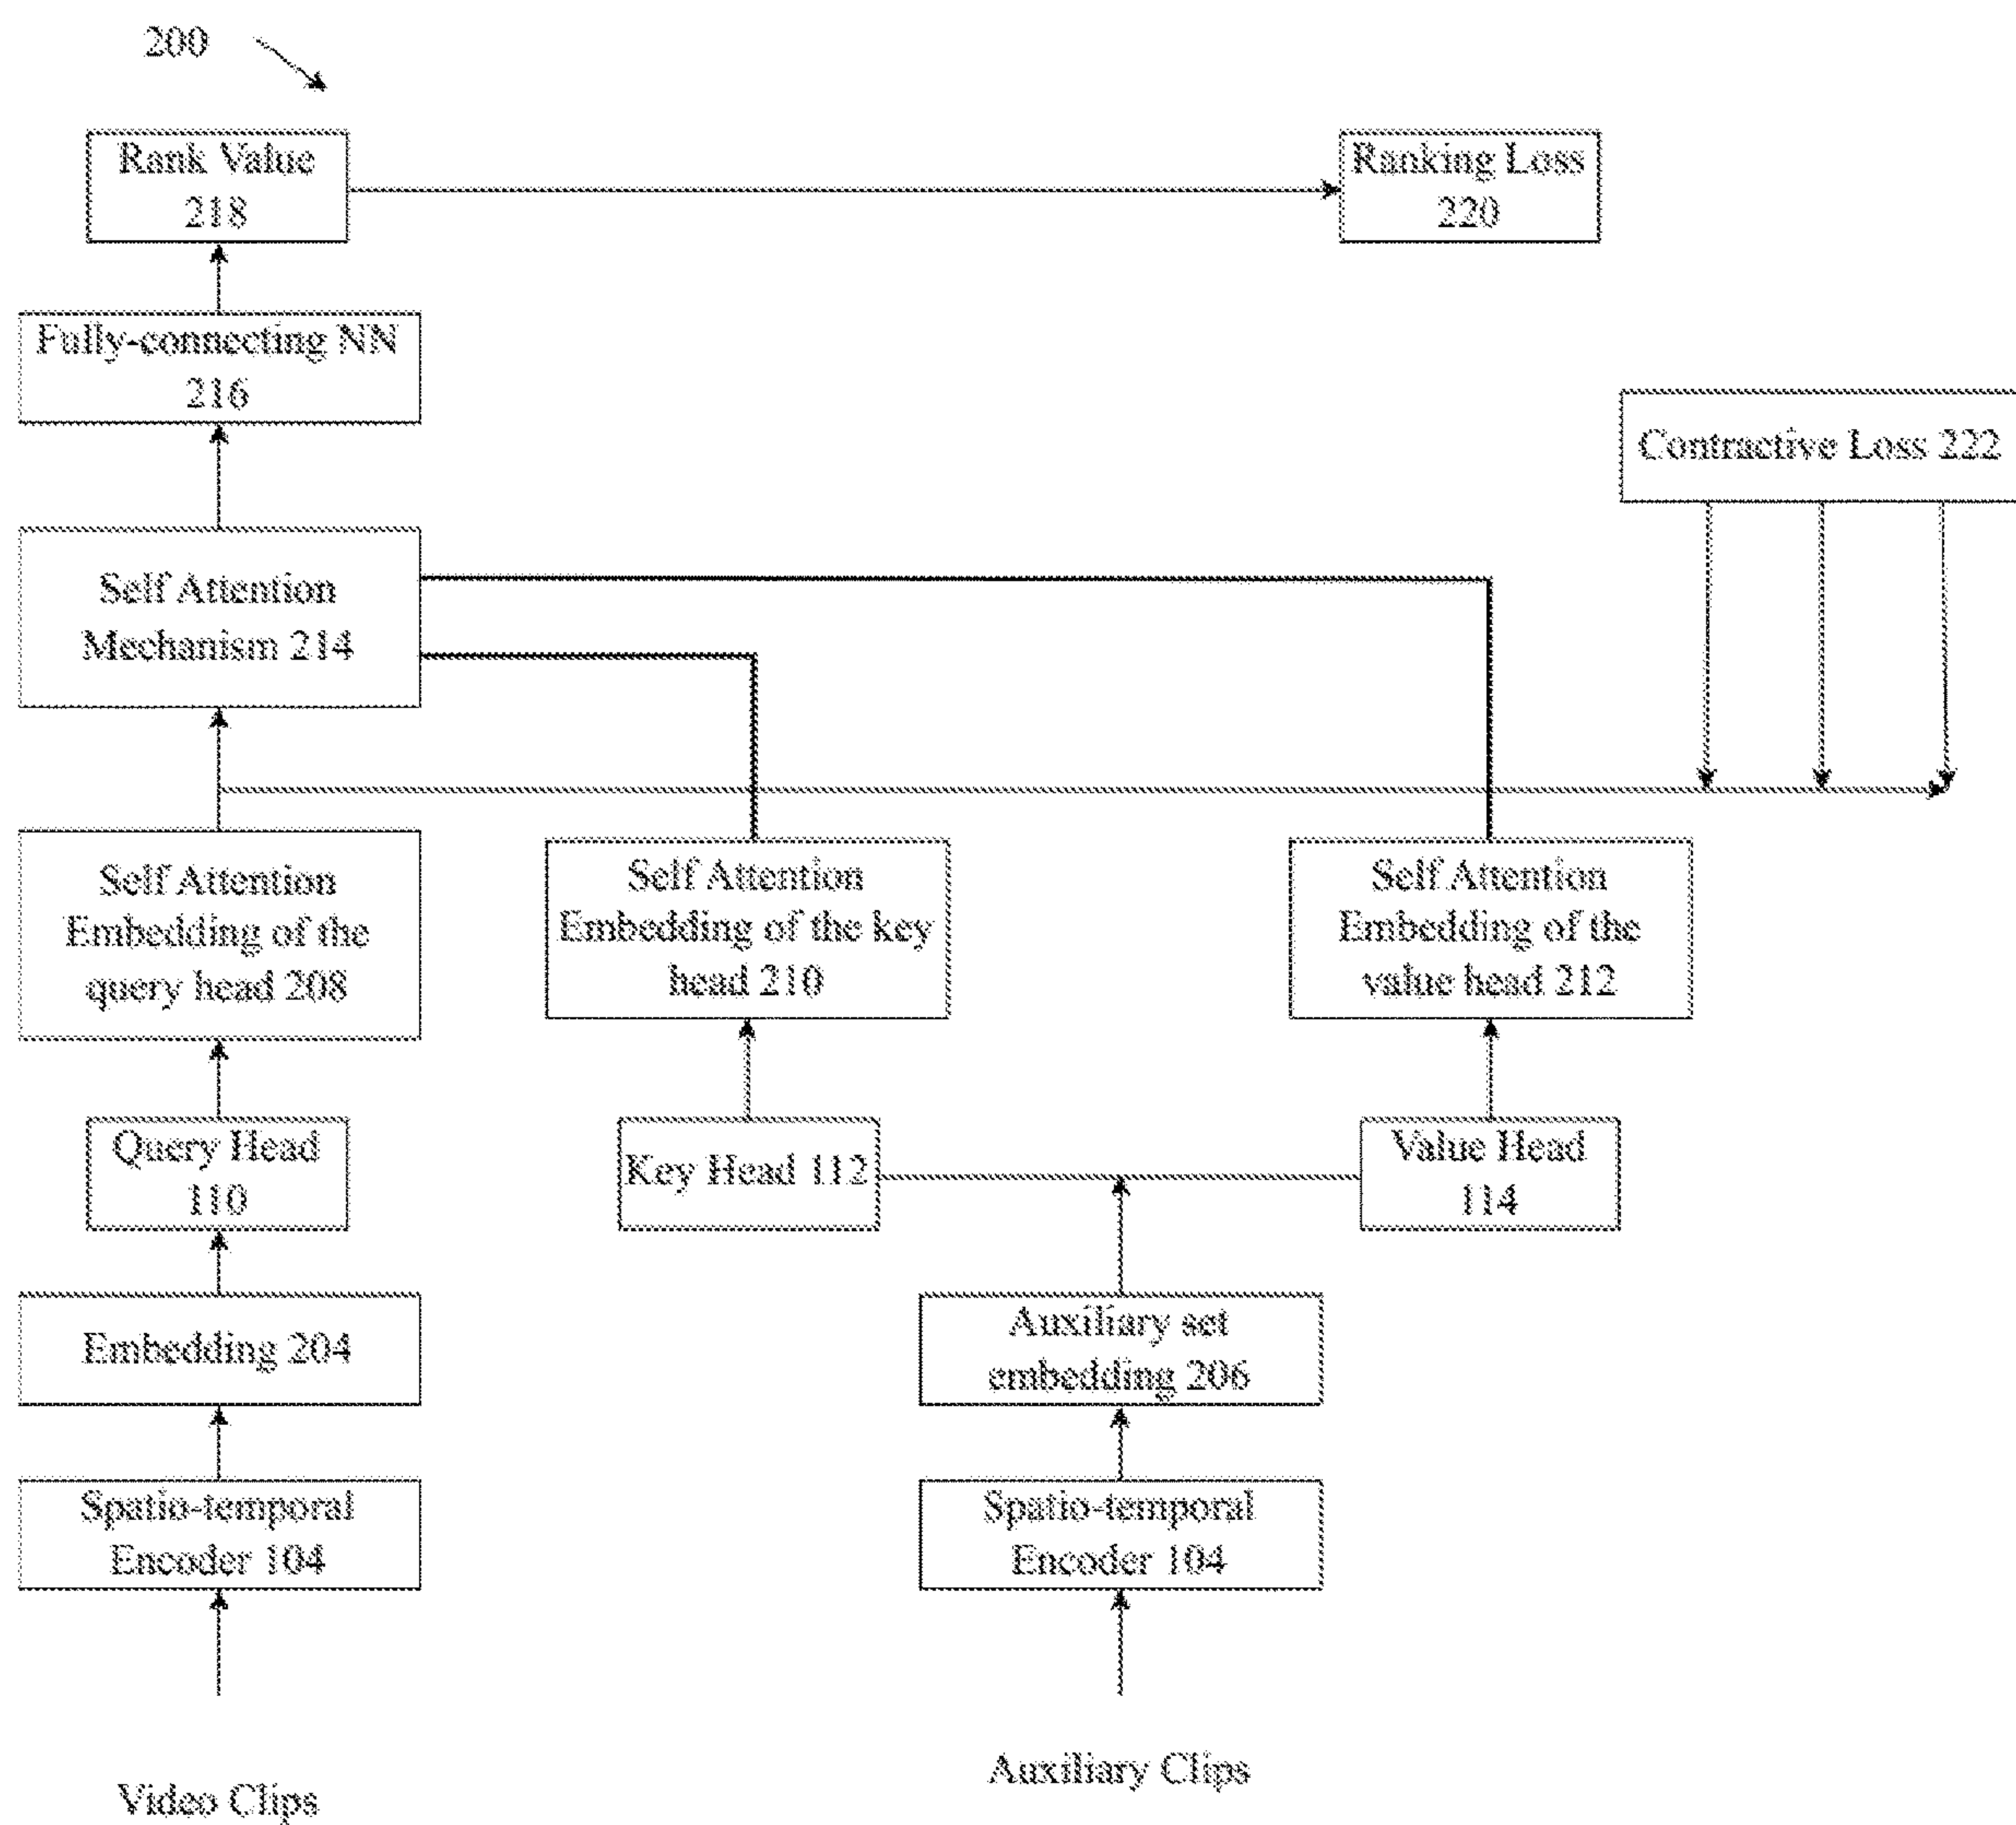 200
Rank Value
218
Ranking Loss
220
Fully-connecting NN
216
Contractive Loss 222
Self Attention
Mechanism 214
Self Attention
Embedding of the
query head 208
Self Attention
Embedding of the key
head 210
Self Attention
Embedding of the
value head 212
Query Head
110
Key Head 112
Value Head
114
Embedding 204
Auxiliary set
embedding 206
Spatio-temporal
Encoder 104
Spatio-temporal
Encoder 104
Video Clips
Auxiliary Clips